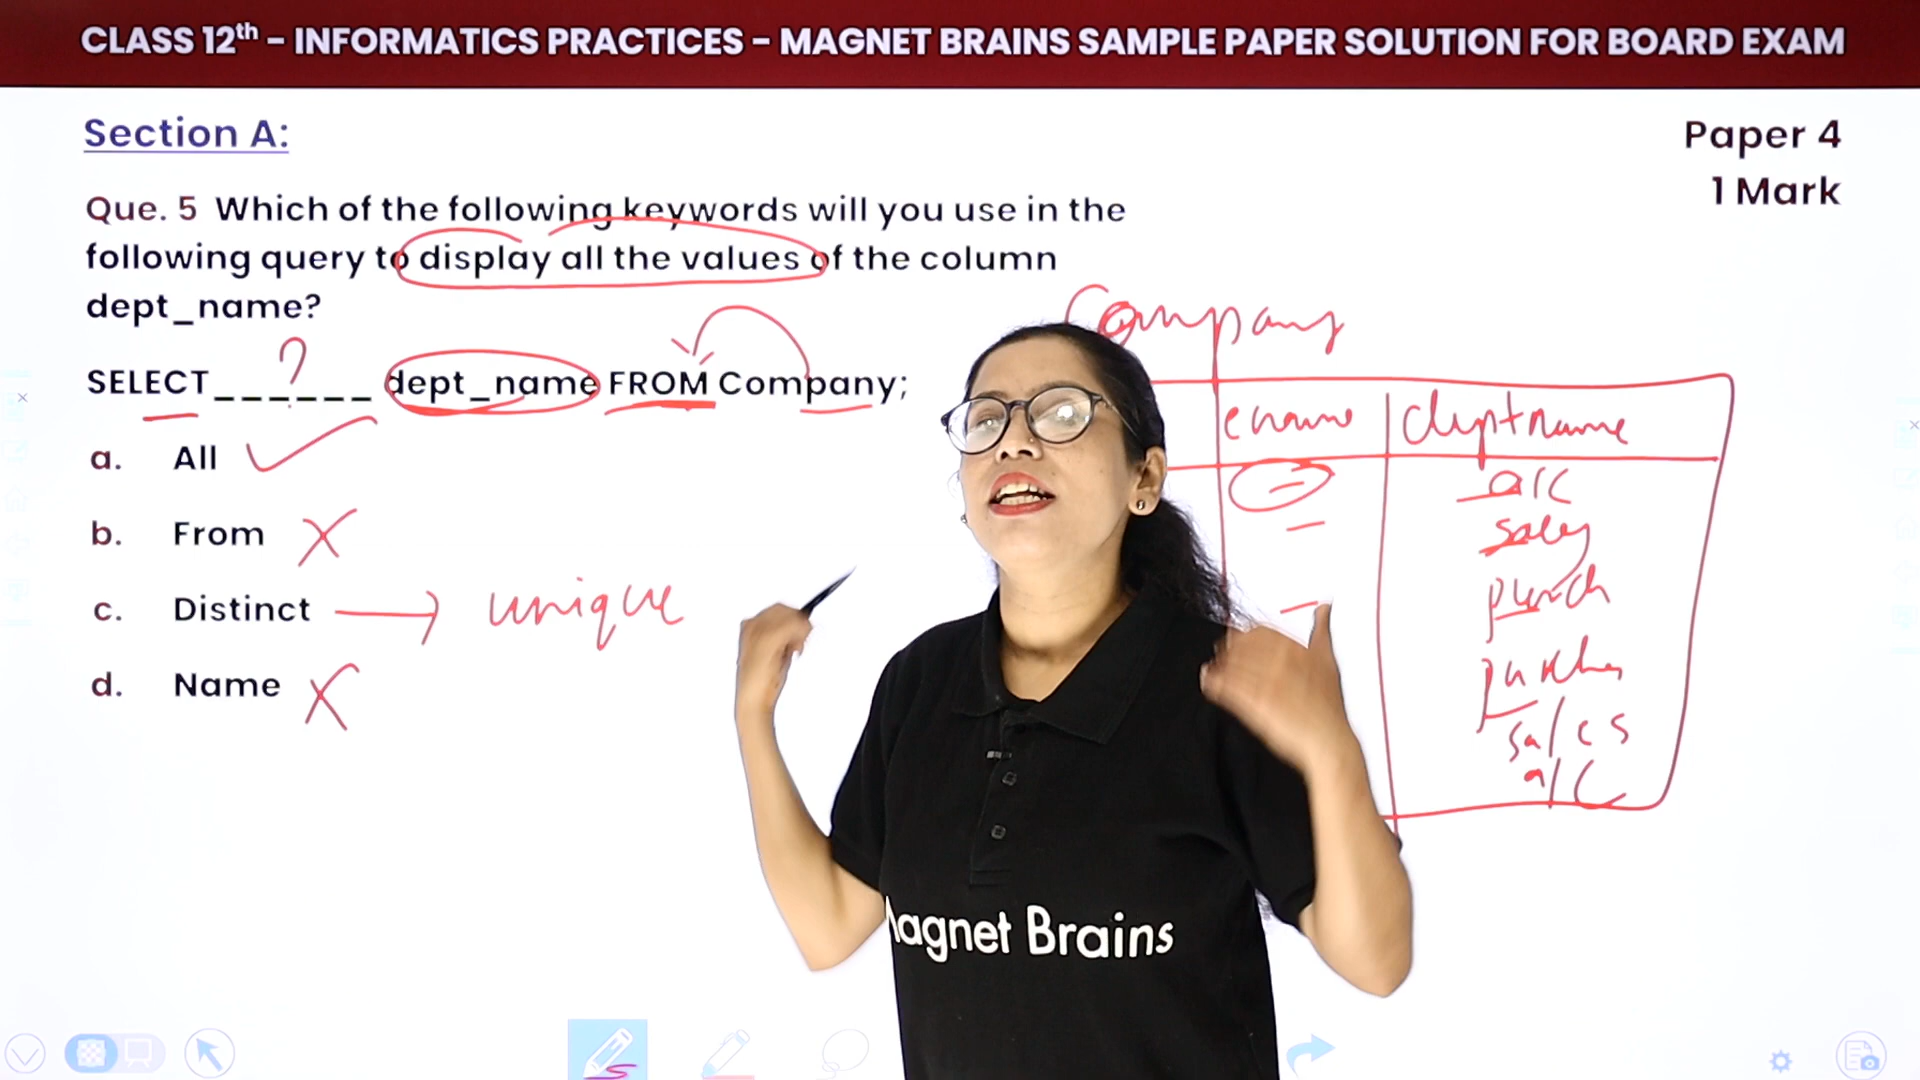 CLASS 12th - INFORMATICS PRACTICES - MAGNET BRAINS SAMPLE PAPER SOLUTION FOR BOARD EXAM
Section A:
Paper 4
1 Mark
Que. 5 Which of the following keywords will you use in the
following query to display all the values of the column
dept_name?
?
SELECT ______ dept_name FROM Company;
a. All
b. From
c. Distinct → unique
d. Name
Company
ename deptname
a/c
sales
purch
sales
a/c
Magnet Brains